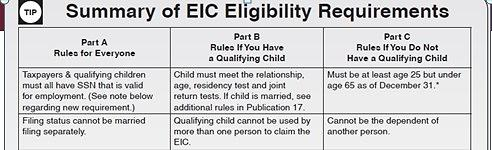 TIP
Summary of EIC Eligibility Requirements
Part A
Rules for Everyone
Part B
Rules If You Have
a Qualifying Child
Part C
Rules If You Do Not
Have a Qualifying Child
Taxpayers & qualifying children
must all have SSN that is valid
for employment. (See note below
regarding new requirement.)
Child must meet the relationship,
age, residency test and joint
return tests. If child is married, see
additional rules in Publication 17.
Must be at least age 25 but under
age 65 as of December 31.*
Filing status cannot be married
filing separately.
Qualifying child cannot be used by
more than one person to claim the
EIC.
Cannot be the dependent of
another person.